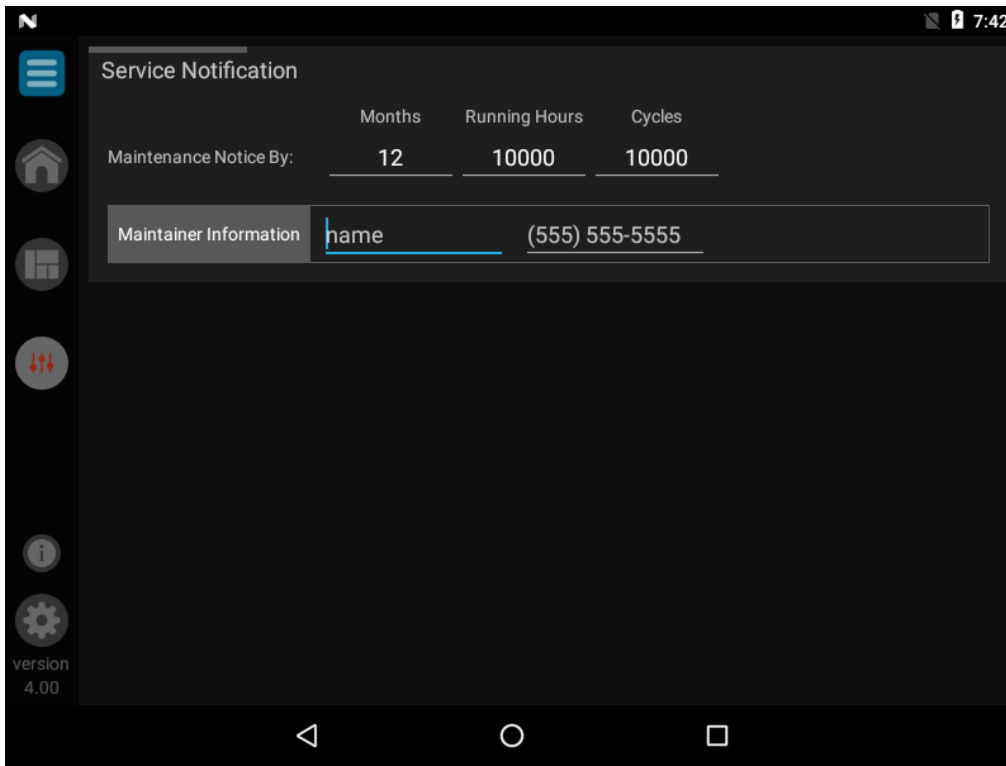 7:42
Service Notification
Months Running Hours Cycles
Maintenance Notice By: 12 10000 10000
Maintainer Information name (555) 555-5555
version
4.00